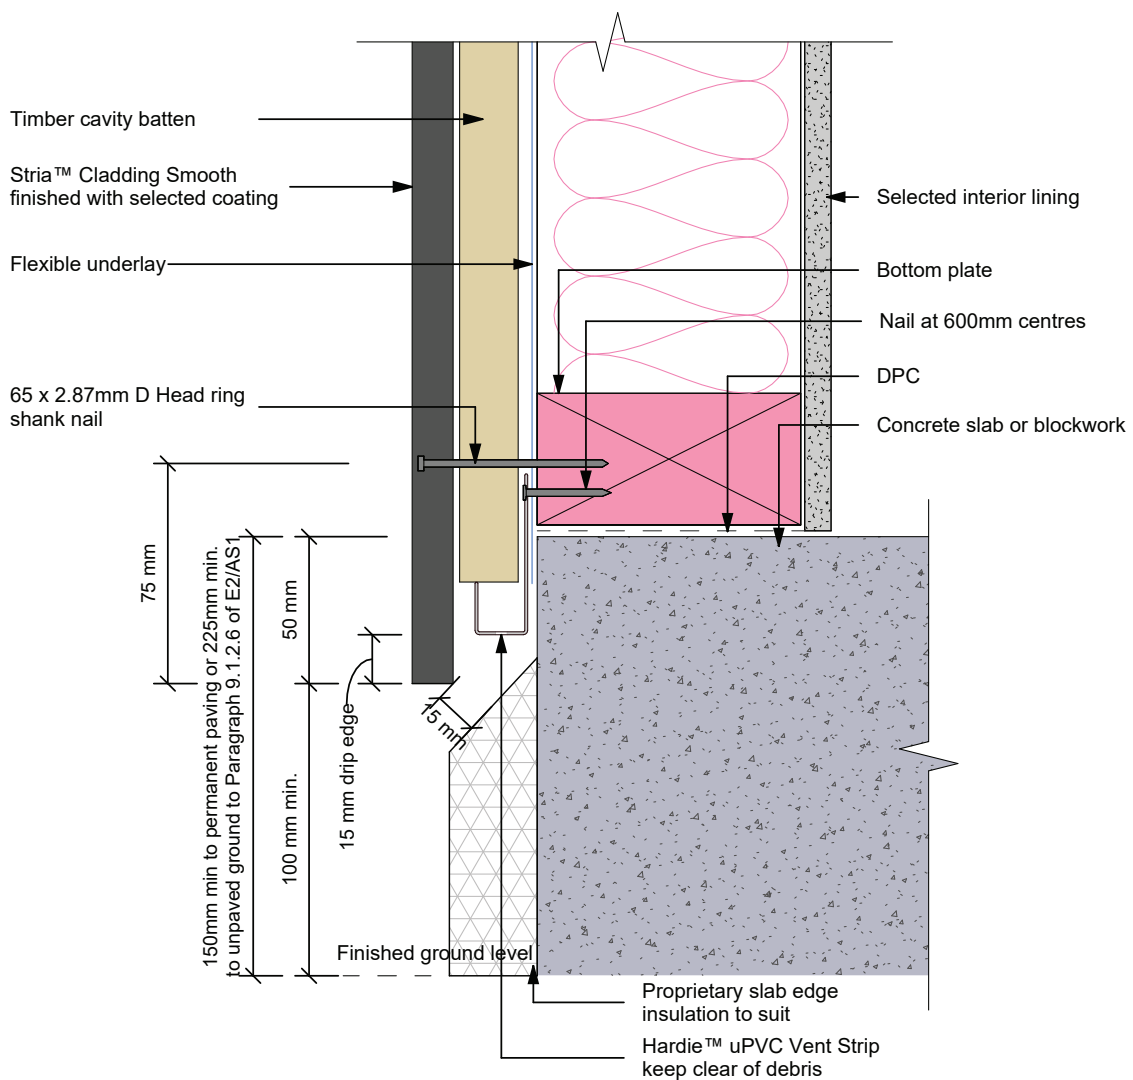 Timber cavity batten
Stria™ Cladding Smooth
finished with selected coating
Flexible underlay
65 x 2.87mm D Head ring
shank nail
Selected interior lining
Bottom plate
Nail at 600mm centres
DPC
Concrete slab or blockwork
75 mm
150mm min to permanent paving or 225mm min.
to unpaved ground to Paragraph 9.1.2.6 of E2/AS1
50 mm
100 mm min.
15 mm drip edge
15 mm
Finished ground level
Proprietary slab edge
insulation to suit
Hardie™ uPVC Vent Strip
keep clear of debris